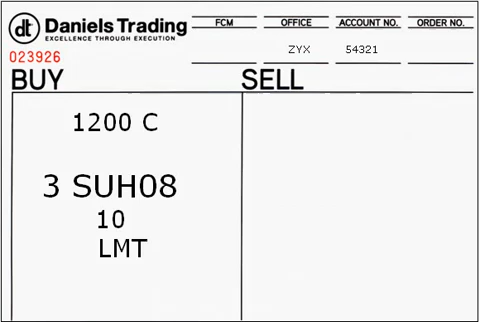 dt Daniels Trading
EXCELLENCE THROUGH EXECUTION
FCM OFFICE ACCOUNT NO. ORDER NO.
ZYX 54321
023926
BUY SELL
1200 C
3 SUH08
10
LMT